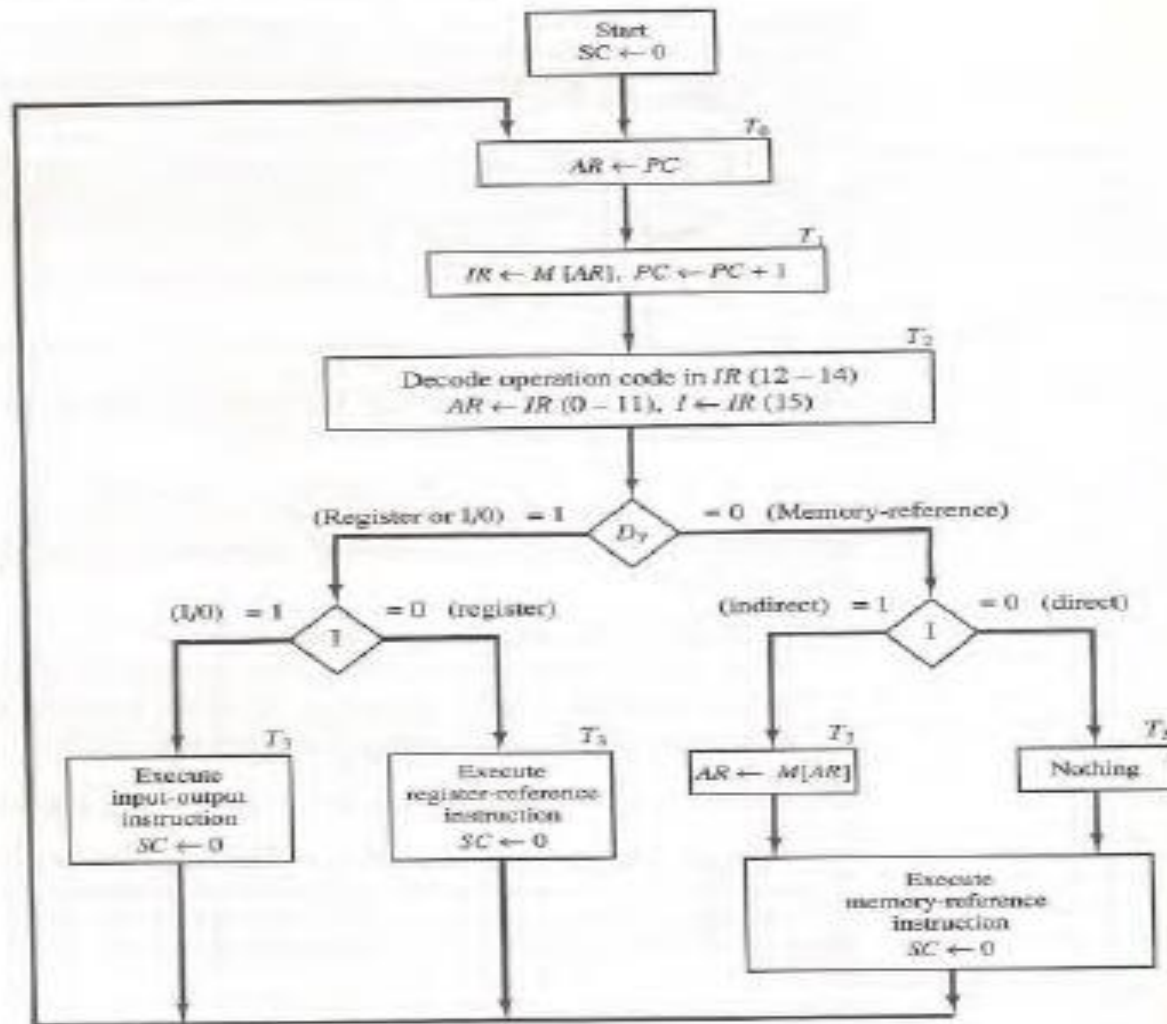 Start
SC ← 0
T₀
AR ← PC
T₁
IR ← M [AR], PC ← PC + 1
T₂
Decode operation code in IR (12 – 14)
AR ← IR (0 – 11), I ← IR (15)
(Register or I/0) = 1
D₇
= 0 (Memory-reference)
(I/0) = 1
I
= 0 (register)
(indirect) = 1
I
= 0 (direct)
T₃
Execute
input-output
instruction
SC ← 0
T₃
Execute
register-reference
instruction
SC ← 0
T₃
AR ← M[AR]
T₃
Nothing
Execute
memory-reference
instruction
SC ← 0